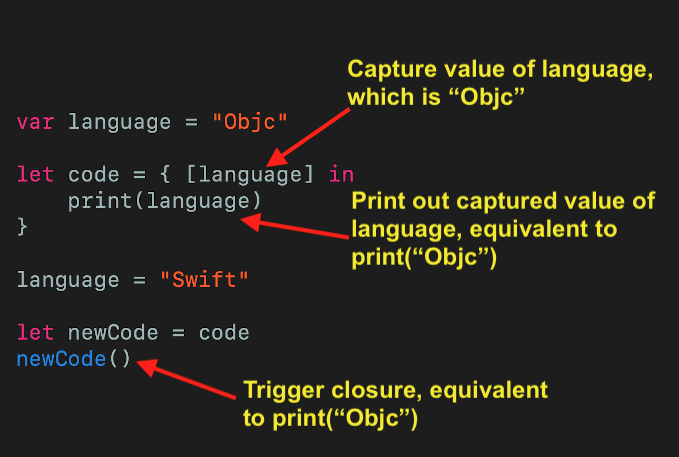 Capture value of language,
which is “Objc”
var language = "Objc"
let code = { [language] in
print(language)
}
Print out captured value of
language, equivalent to
print(“Objc”)
language = "Swift"
let newCode = code
newCode()
Trigger closure, equivalent
to print(“Objc”)